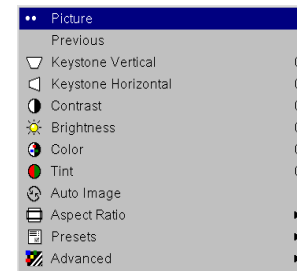 Picture
Previous
Keystone Vertical
Keystone Horizontal
Contrast
Brightness
Color
Tint
Auto Image
Aspect Ratio
Presets
Advanced